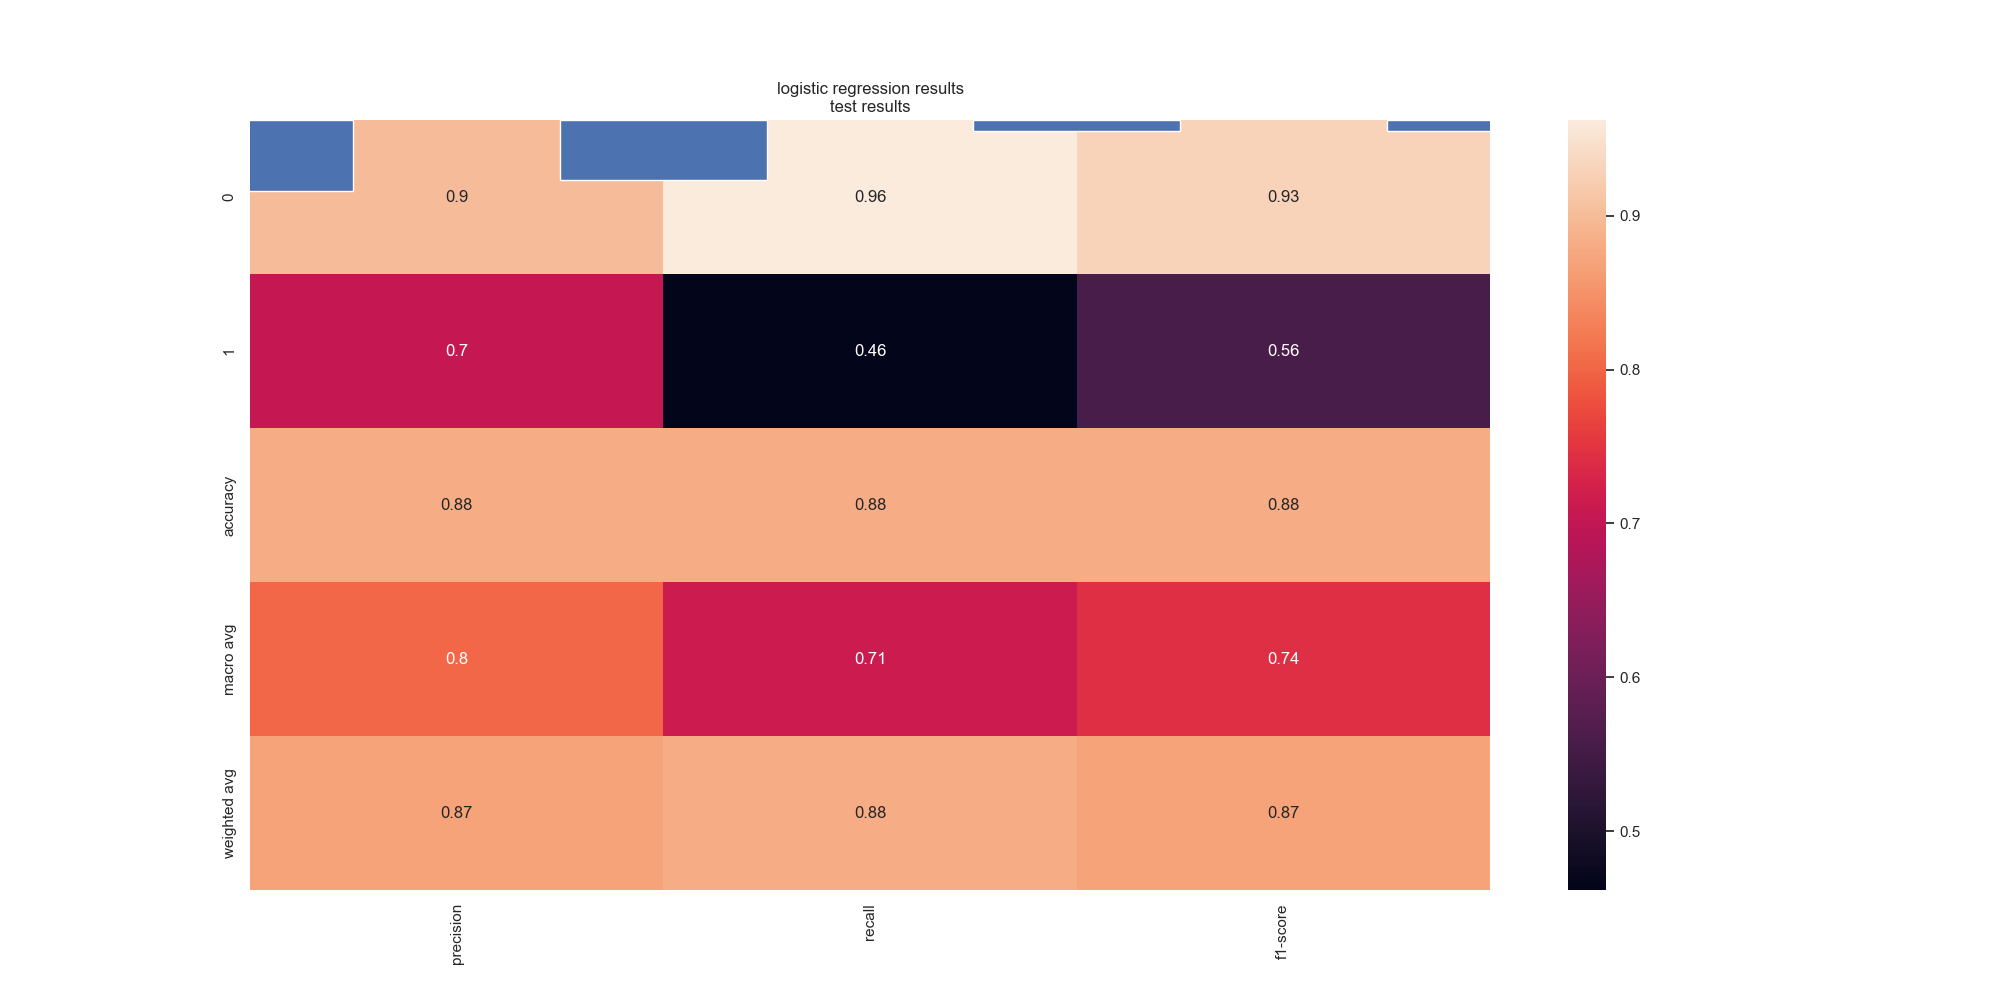 logistic regression results
test results
0
0.9
0.96
0.93
1
0.7
0.46
0.56
accuracy
0.88
0.88
0.88
macro avg
0.8
0.71
0.74
weighted avg
0.87
0.88
0.87
precision
recall
f1-score
0.9
0.8
0.7
0.6
0.5